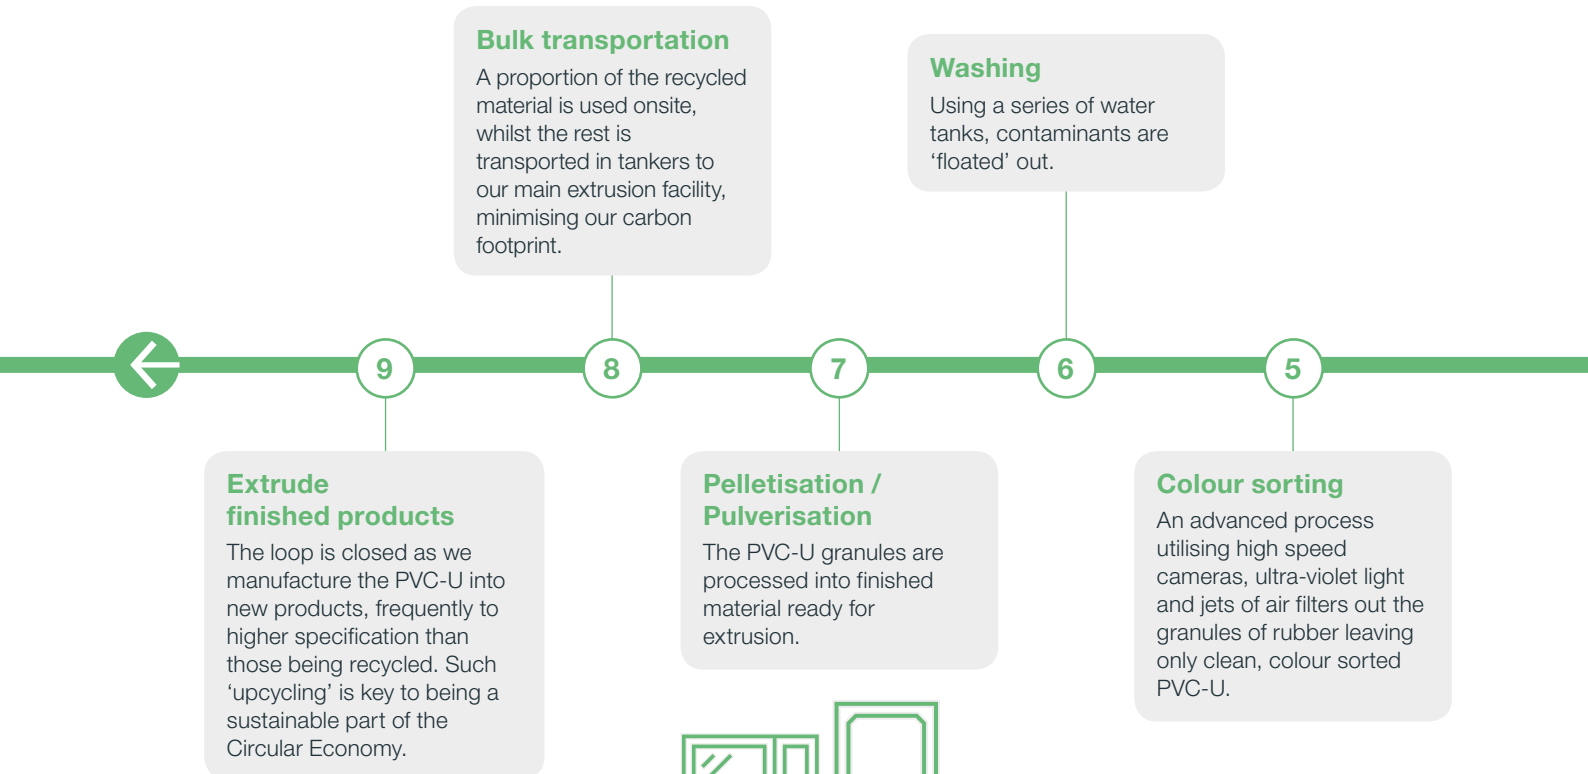 Bulk transportation
A proportion of the recycled
material is used onsite,
whilst the rest is
transported in tankers to
our main extrusion facility,
minimising our carbon
footprint.
Washing
Using a series of water
tanks, contaminants are
‘floated’ out.
9
8
7
6
5
Extrude
finished products
The loop is closed as we
manufacture the PVC-U into
new products, frequently to
higher specification than
those being recycled. Such
‘upcycling’ is key to being a
sustainable part of the
Circular Economy.
Pelletisation /
Pulverisation
The PVC-U granules are
processed into finished
material ready for
extrusion.
Colour sorting
An advanced process
utilising high speed
cameras, ultra-violet light
and jets of air filters out the
granules of rubber leaving
only clean, colour sorted
PVC-U.